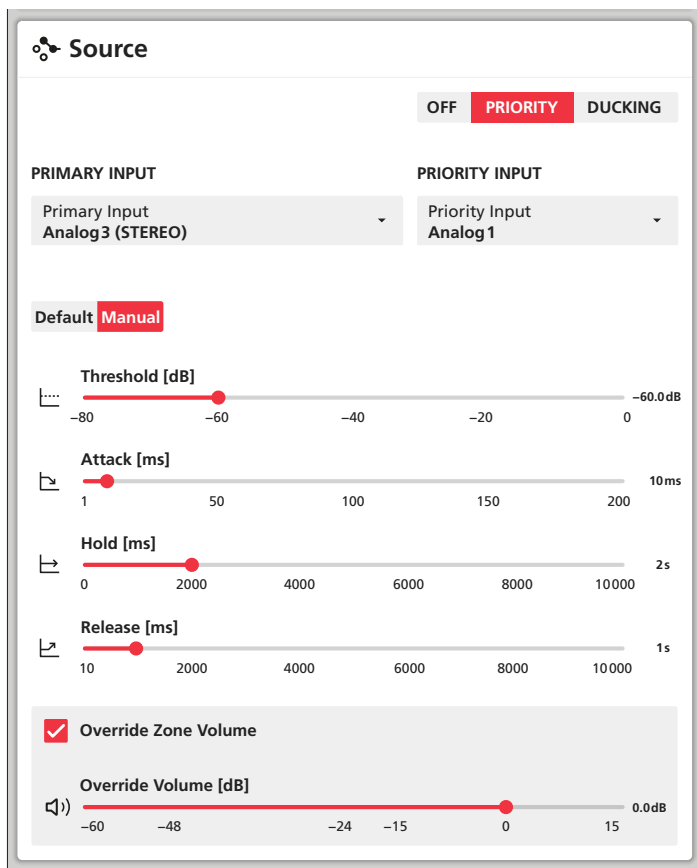 Source
OFF PRIORITY DUCKING
PRIMARY INPUT PRIORITY INPUT
Primary Input Priority Input
Analog3 (STEREO) Analog1
Default Manual
Threshold [dB]
−60.0dB
−80 −60 −40 −20 0
Attack [ms]
10ms
1 50 100 150 200
Hold [ms]
2s
0 2000 4000 6000 8000 10000
Release [ms]
1s
10 2000 4000 6000 8000 10000
Override Zone Volume
Override Volume [dB]
0.0dB
−60 −48 −24 −15 0 15